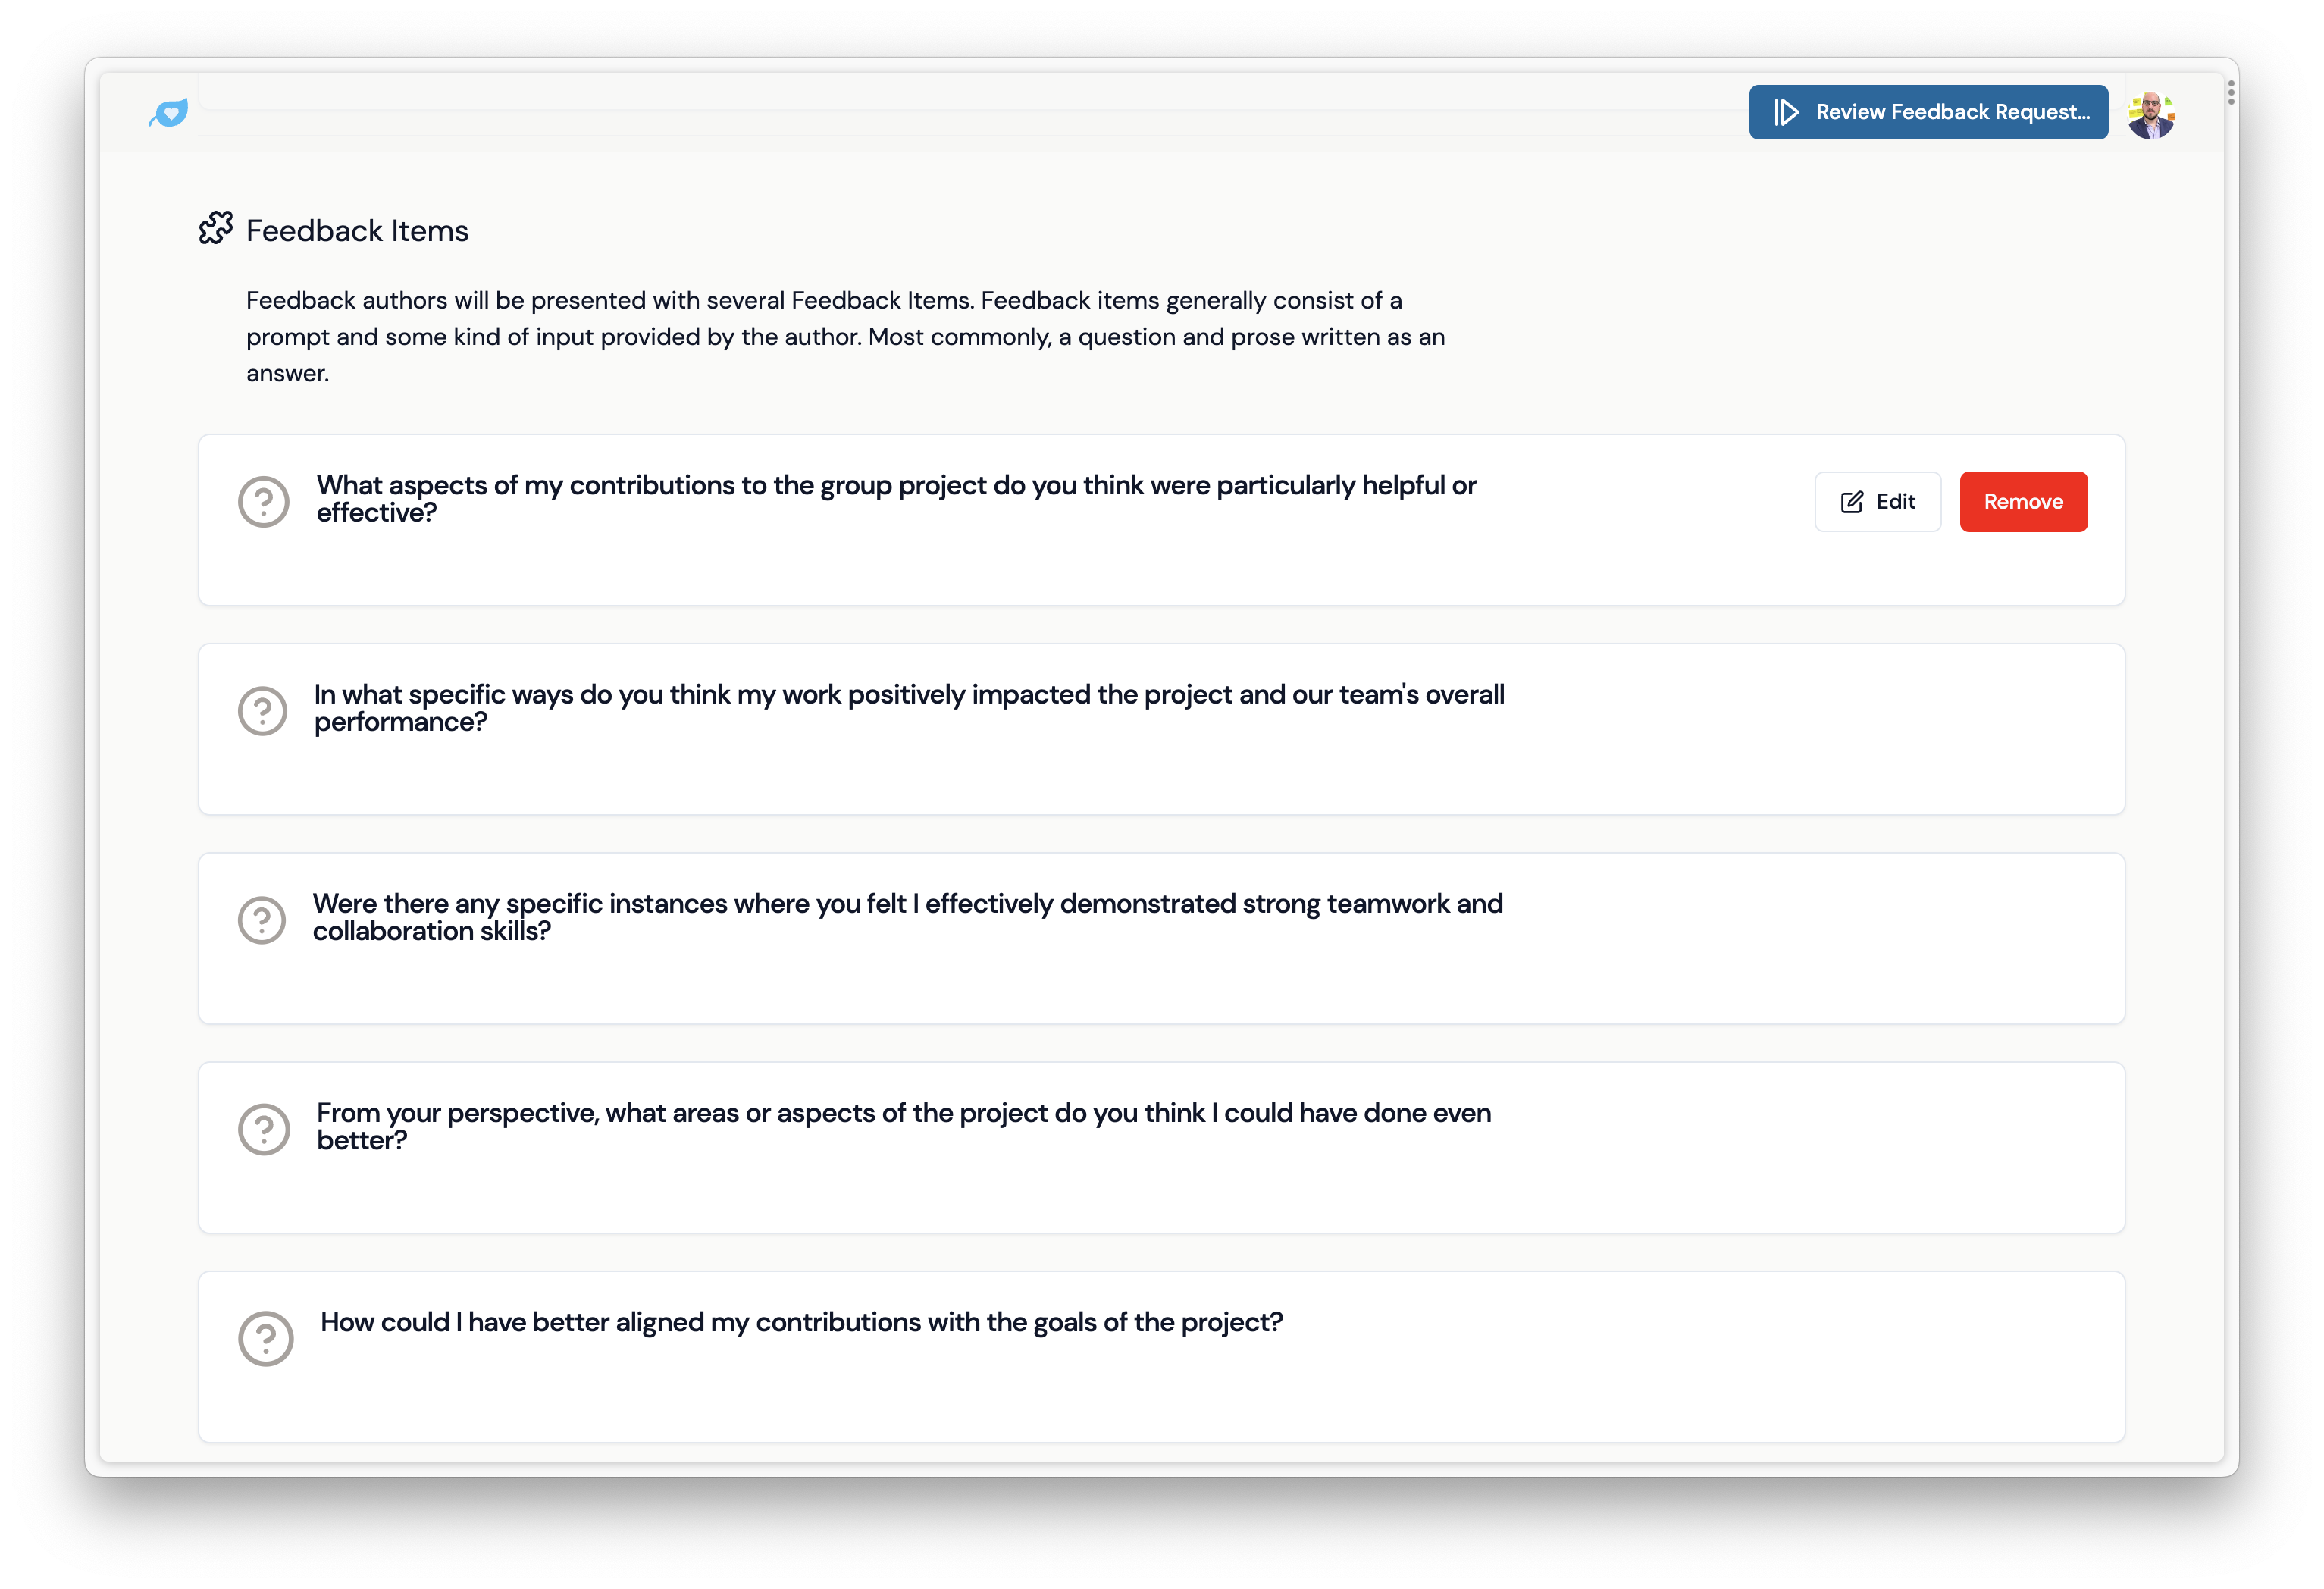 Review Feedback Request...
Feedback Items
Feedback authors will be presented with several Feedback Items. Feedback items generally consist of a
prompt and some kind of input provided by the author. Most commonly, a question and prose written as an
answer.
What aspects of my contributions to the group project do you think were particularly helpful or
effective?
Edit
Remove
In what specific ways do you think my work positively impacted the project and our team's overall
performance?
Were there any specific instances where you felt I effectively demonstrated strong teamwork and
collaboration skills?
From your perspective, what areas or aspects of the project do you think I could have done even
better?
How could I have better aligned my contributions with the goals of the project?